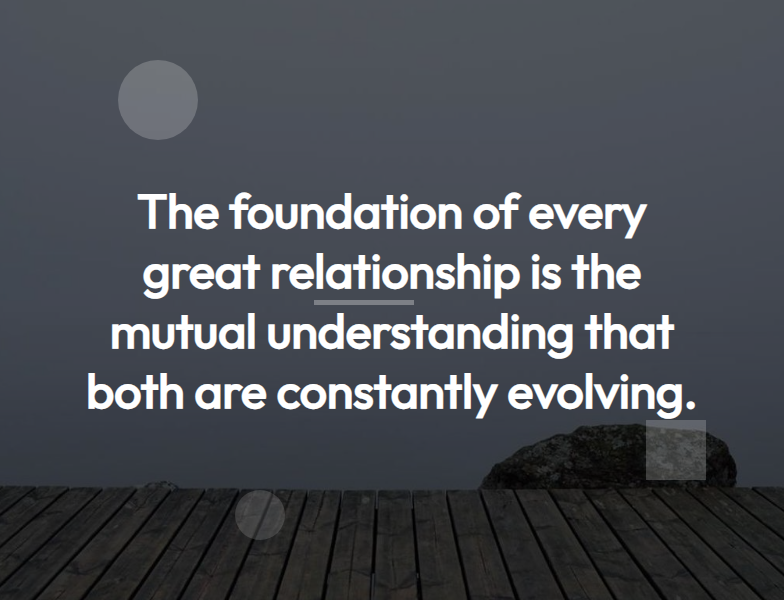 The foundation of every
great relationship is the
mutual understanding that
both are constantly evolving.